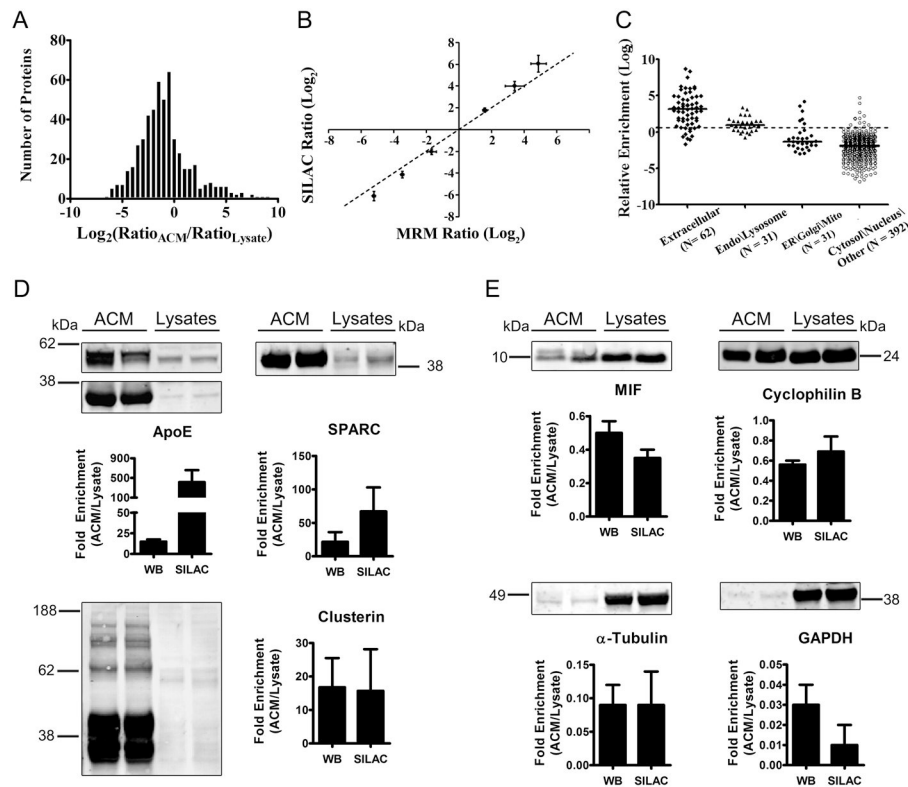 A
Number of Proteins
80
60
40
20
0
-10
-5
0
5
10
Log2(RatioACM/RatioLysate)
B
SILAC Ratio (Log2)
8
6
4
2
-2
-4
-6
-8
-8
-6
-4
-2
2
4
6
8
MRM Ratio (Log2)
C
Relative Enrichment (Log)
10
5
0
-5
-10
Extracellular
(N= 62)
Endo\Lysosome
(N = 31)
ER\Golgi\Mito
(N = 31)
Cytosol\Nucleus\
Other (N = 392)
D
kDa
ACM
Lysates
62
38
ACM
Lysates
kDa
38
ApoE
Fold Enrichment
(ACM/Lysate)
900
500
100
50
25
0
WB
SILAC
SPARC
Fold Enrichment
(ACM/Lysate)
150
100
50
0
WB
SILAC
188
62
38
Clusterin
Fold Enrichment
(ACM/Lysate)
30
20
10
0
WB
SILAC
E
kDa
ACM
Lysates
10
ACM
Lysates
kDa
24
MIF
Fold Enrichment
(ACM/Lysate)
0.6
0.4
0.2
0.0
WB
SILAC
Cyclophilin B
Fold Enrichment
(ACM/Lysate)
1.0
0.8
0.6
0.4
0.2
0.0
WB
SILAC
49
38
α-Tubulin
Fold Enrichment
(ACM/Lysate)
0.15
0.10
0.05
0.00
WB
SILAC
GAPDH
Fold Enrichment
(ACM/Lysate)
0.05
0.04
0.03
0.02
0.01
0.00
WB
SILAC